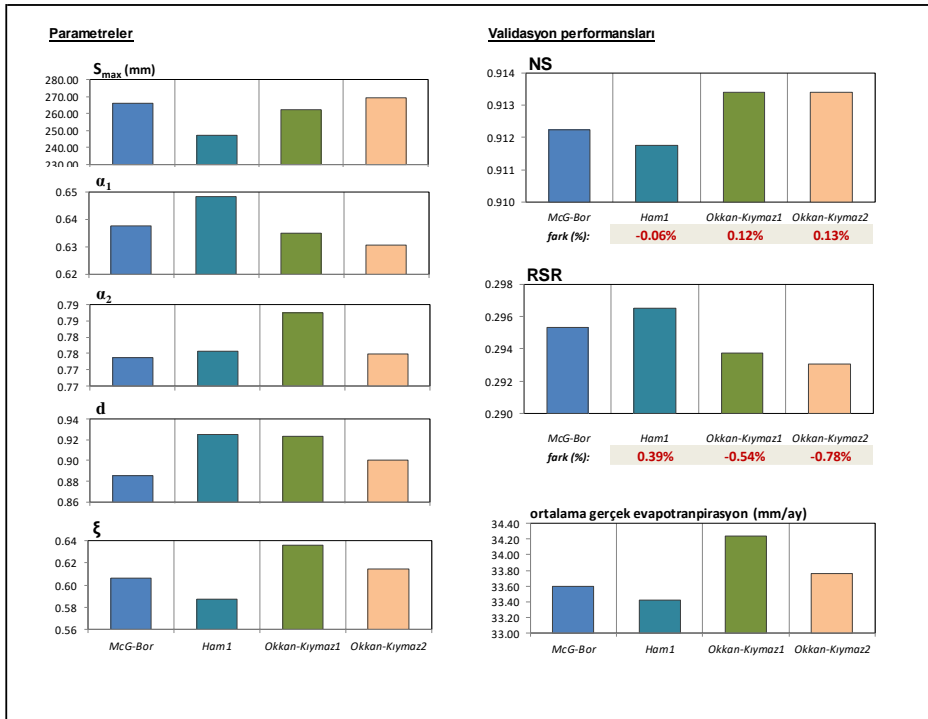 Parametreler
S_max (mm)
280.00
270.00
260.00
250.00
240.00
230.00
α1
0.65
0.64
0.63
0.62
α2
0.79
0.78
0.78
0.77
d
0.94
0.92
0.90
0.88
0.86
ξ
0.64
0.62
0.60
0.58
0.56
McG-Bor Ham1 Okkan-Kıymaz1 Okkan-Kıymaz2
Validasyon performansları
NS
0.914
0.913
0.912
0.911
0.910
McG-Bor Ham1 Okkan-Kıymaz1 Okkan-Kıymaz2
fark (%): -0.06% 0.12% 0.13%
RSR
0.298
0.296
0.294
0.292
0.290
McG-Bor Ham1 Okkan-Kıymaz1 Okkan-Kıymaz2
fark (%): 0.39% -0.54% -0.78%
ortalama gerçek evapotranpirasyon (mm/ay)
34.40
34.20
34.00
33.80
33.60
33.40
33.20
33.00
McG-Bor Ham1 Okkan-Kıymaz1 Okkan-Kıymaz2